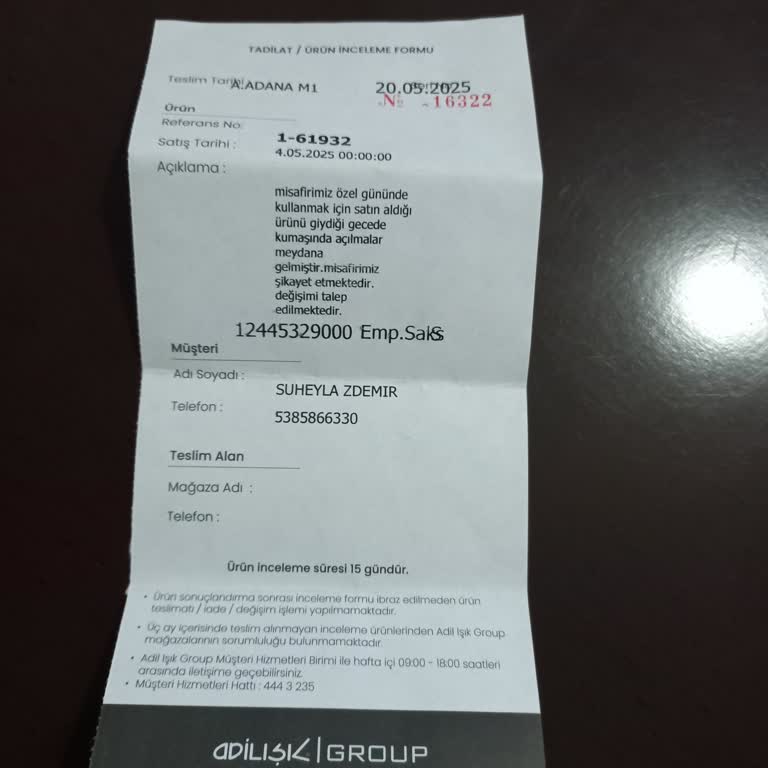 TADİLAT / ÜRÜN İNCELEME FORMU
Teslim Tarihi A.ADANA M1 20.05.2025
№ 16322
Ürün
Referans No: 1-61932
Satış Tarihi : 4.05.2025 00:00:00
Açıklama :
misafirimiz özel gününde
kullanmak için satın aldığı
ürünü giydiği gecede
kumaşında açılmalar
meydana
gelmiştir.misafirimiz
şikayet etmektedir.
değişimi talep
edilmektedir.
12445329000 Emp.Saks S
Müşteri
Adı Soyadı : SUHEYLA ZDEMIR
Telefon : 5385866330
Teslim Alan
Mağaza Adı :
Telefon :
Ürün inceleme süresi 15 gündür.
• Ürün sonuçlandırma sonrası inceleme formu ibraz edilmeden ürün
teslimatı / iade / değişim işlemi yapılmamaktadır.
• Üç ay içerisinde teslim alınmayan inceleme ürünlerinden Adil Işık Group
mağazalarının sorumluluğu bulunmamaktadır.
• Adil Işık Group Müşteri Hizmetleri Birimi ile hafta içi 09:00 - 18:00 saatleri
arasında iletişime geçebilirsiniz.
• Müşteri Hizmetleri Hattı : 444 3 235
ADİLIŞIK | GROUP